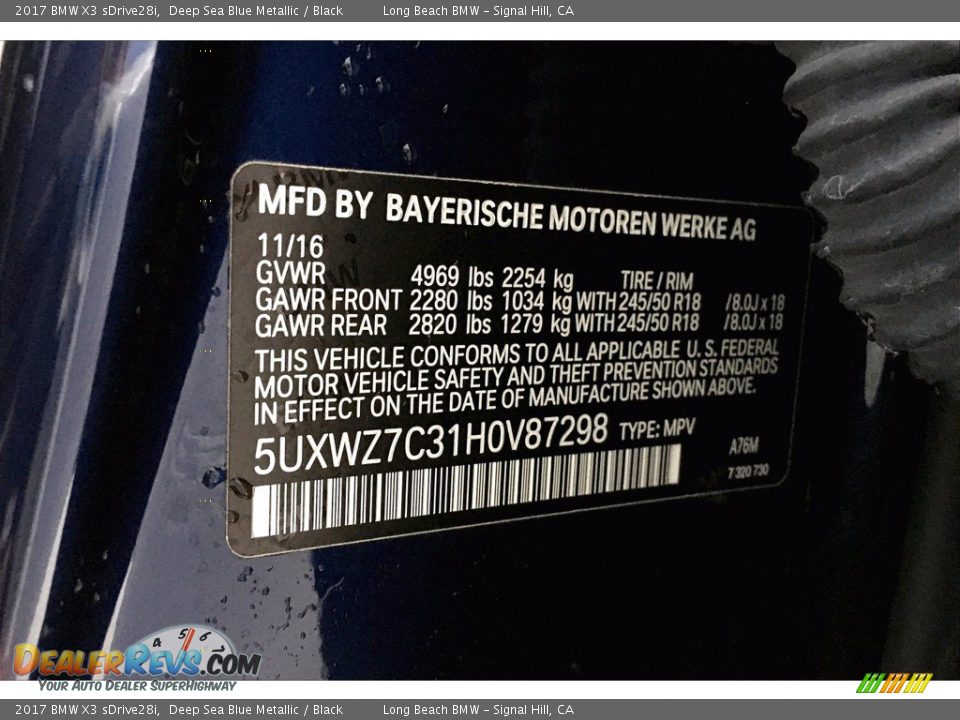 2017 BMW X3 sDrive28i, Deep Sea Blue Metallic / Black Long Beach BMW - Signal Hill, CA
MFD BY BAYERISCHE MOTOREN WERKE AG
11/16
GVWR 4969 lbs 2254 kg TIRE / RIM
GAWR FRONT 2280 lbs 1034 kg WITH 245/50 R18 /8.0J x 18
GAWR REAR 2820 lbs 1279 kg WITH 245/50 R18 /8.0J x 18
THIS VEHICLE CONFORMS TO ALL APPLICABLE U. S. FEDERAL
MOTOR VEHICLE SAFETY AND THEFT PREVENTION STANDARDS
IN EFFECT ON THE DATE OF MANUFACTURE SHOWN ABOVE.
5UXWZ7C31H0V87298 TYPE: MPV
A76M
7 320 730
4 5 6
DEALERREVS.COM
YOUR AUTO DEALER SUPERHIGHWAY
2017 BMW X3 sDrive28i, Deep Sea Blue Metallic / Black Long Beach BMW - Signal Hill, CA